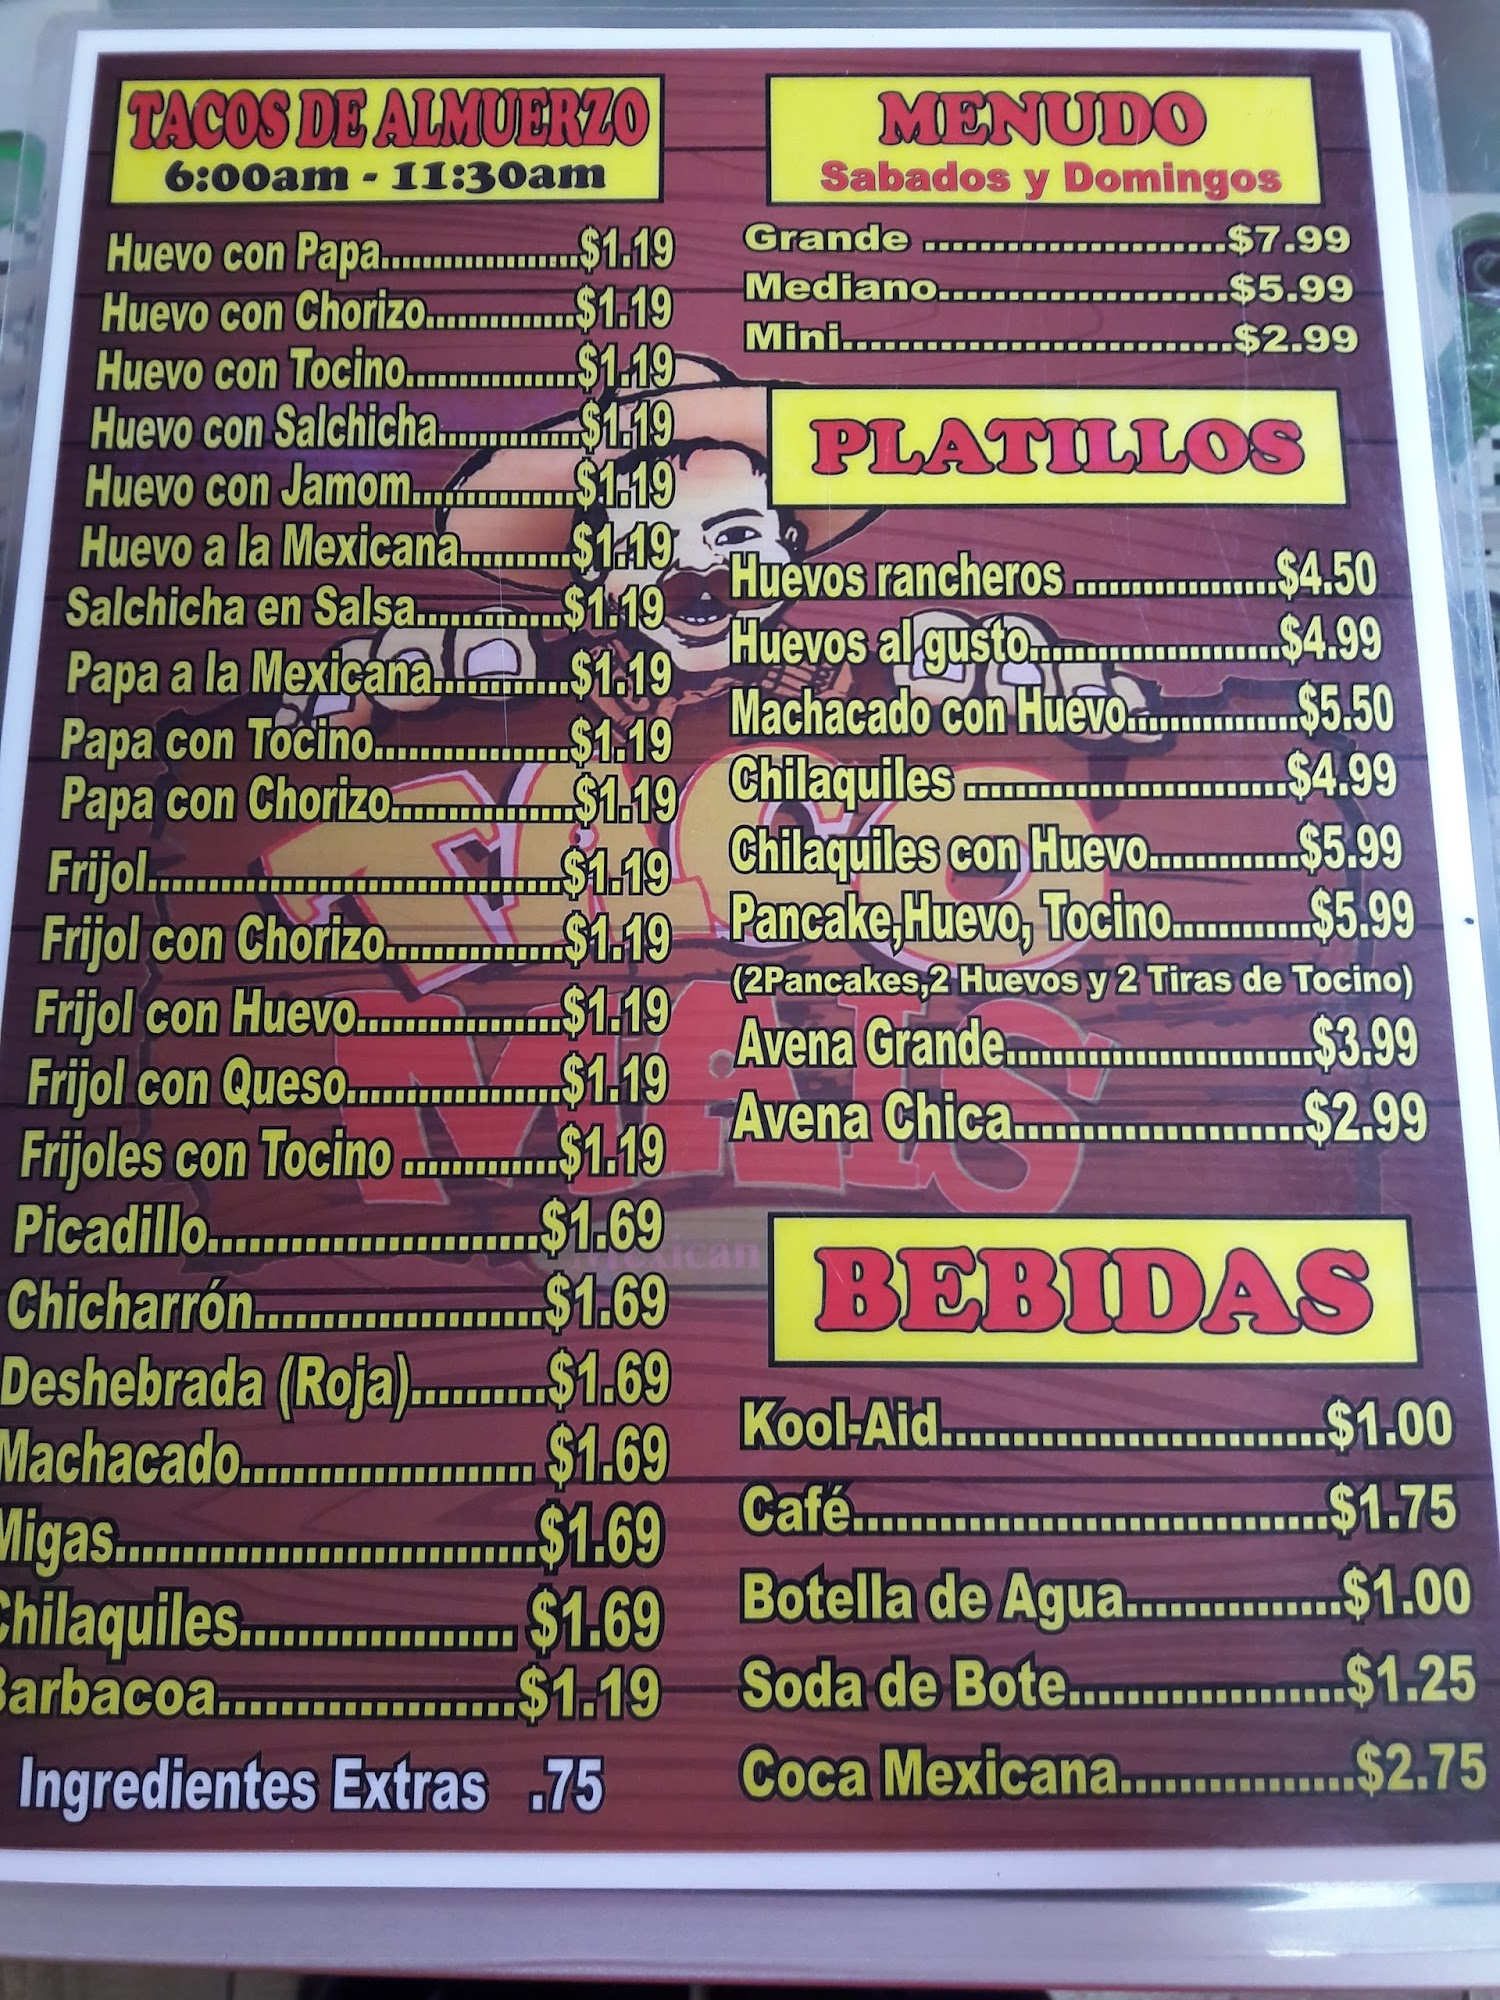 TACOS DE ALMUERZO
6:00am - 11:30am
Huevo con Papa....................$1.19
Huevo con Chorizo...............$1.19
Huevo con Tocino.................$1.19
Huevo con Salchicha..............$1.19
Huevo con Jamom................$1.19
Huevo a la Mexicana..........$1.19
Salchicha en Salsa..............$1.19
Papa a la Mexicana.............$1.19
Papa con Tocino..................$1.19
Papa con Chorizo.................$1.19
Frijol..................................$1.19
Frijol con Chorizo................$1.19
Frijol con Huevo..................$1.19
Frijol con Queso...................$1.19
Frijoles con Tocino .............$1.19
Picadillo..........................$1.69
Chicharrón.......................$1.69
Deshebrada (Roja)..........$1.69
Machacado....................... $1.69
Migas.................................$1.69
Chilaquiles..................... $1.69
Barbacoa.......................$1.19
Ingredientes Extras .75
MENUDO
Sabados y Domingos
Grande ......................$7.99
Mediano.....................$5.99
Mini............................$2.99
PLATILLOS
Huevos rancheros ..................$4.50
Huevos al gusto......................$4.99
Machacado con Huevo...............$5.50
Chilaquiles ............................$4.99
Chilaquiles con Huevo.............$5.99
Pancake,Huevo, Tocino............$5.99
(2Pancakes,2 Huevos y 2 Tiras de Tocino)
Avena Grande..........................$3.99
Avena Chica........................$2.99
BEBIDAS
Kool-Aid.............................$1.00
Café...................................$1.75
Botella de Agua................$1.00
Soda de Bote.....................$1.25
Coca Mexicana.................$2.75
TACO
MAIS
Mexican